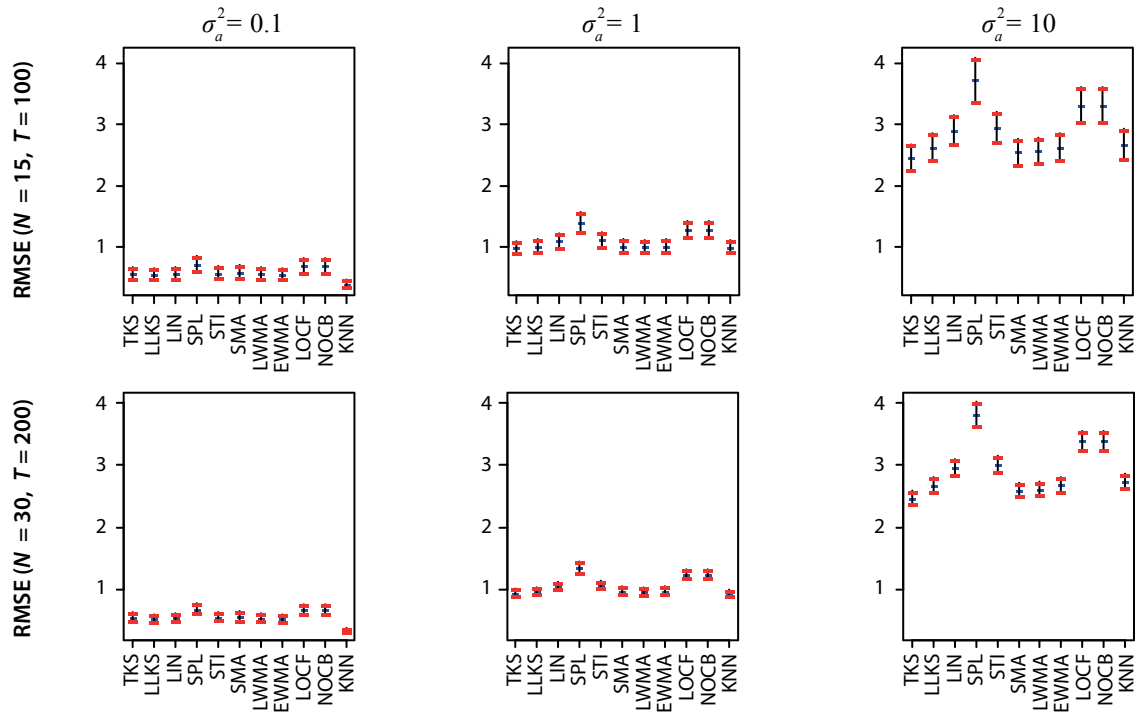 σ²ₐ = 0.1
σ²ₐ = 1
σ²ₐ = 10
RMSE (N = 15, T = 100)
4
3
2
1
TKS
LLKS
LIN
SPL
STI
SMA
LWMA
EWMA
LOCF
NOCB
KNN
4
3
2
1
TKS
LLKS
LIN
SPL
STI
SMA
LWMA
EWMA
LOCF
NOCB
KNN
4
3
2
1
TKS
LLKS
LIN
SPL
STI
SMA
LWMA
EWMA
LOCF
NOCB
KNN
RMSE (N = 30, T = 200)
4
3
2
1
TKS
LLKS
LIN
SPL
STI
SMA
LWMA
EWMA
LOCF
NOCB
KNN
4
3
2
1
TKS
LLKS
LIN
SPL
STI
SMA
LWMA
EWMA
LOCF
NOCB
KNN
4
3
2
1
TKS
LLKS
LIN
SPL
STI
SMA
LWMA
EWMA
LOCF
NOCB
KNN